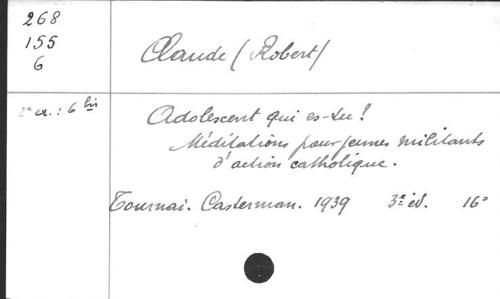 268
155
6
Claude (Robert)
2e ex. : 6 bis
Adolescent qui es-tu?
Méditations pour jeunes militants
d'action catholique.
Tournai. Casterman. 1939 3e éd. 16°